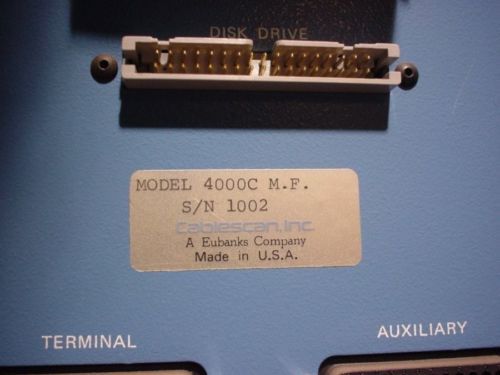 DISK DRIVE
MODEL 4000C M.F.
S/N 1002
cablescan, inc.
A Eubanks Company
Made in U.S.A.
TERMINAL
AUXILIARY